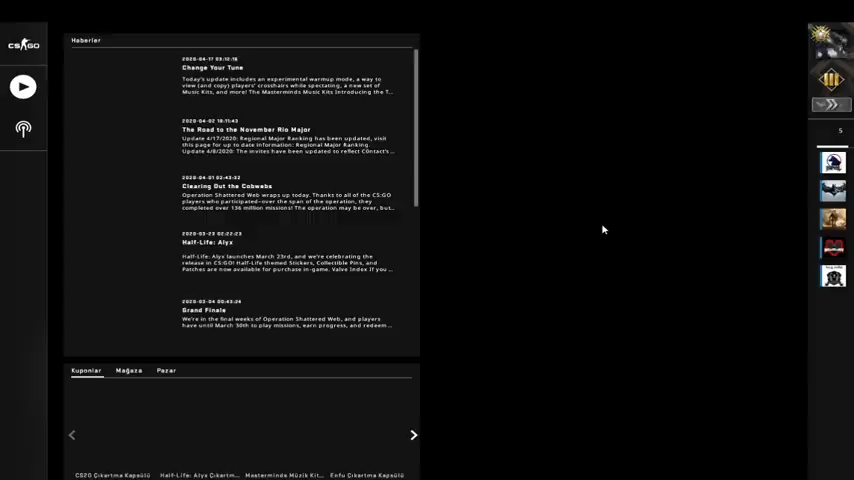 CS GO
Haberler
2020-04-17 03:12:16
Change Your Tune
Today's update includes an experimental warmup mode, a way to
view (and copy) players' crosshairs while spectating, a new set of
Music Kits, and more! The Masterminds Music Kits Introducing the T...
2020-04-02 18:11:43
The Road to the November Rio Major
Update 4/17/2020: Regional Major Ranking has been updated, visit
this page for up to date information: Regional Major Ranking.
Update 4/8/2020: The invites have been updated to reflect C0ntact's...
2020-04-01 02:43:32
Clearing Out the Cobwebs
Operation Shattered Web wraps up today. Thanks to all of the CS:GO
players who participated-over the span of the operation, they
completed over 136 million missions! The operation may be over, but...
2020-03-23 02:22:23
Half-Life: Alyx
Half-Life: Alyx launches March 23rd, and we're celebrating the
release in CS:GO! Half-Life themed Stickers, Collectible Pins, and
Patches are now available for purchase in-game. Valve Index If you ...
2020-03-04 00:43:24
Grand Finale
We're in the final weeks of Operation Shattered Web, and players
have until March 30th to play missions, earn progress, and redeem...
5
Kuponlar Mağaza Pazar
CS20 Çıkartma Kapsülü Half-Life: Alyx Çıkartm... Masterminds Müzik Kit... Enfu Çıkartma Kapsülü